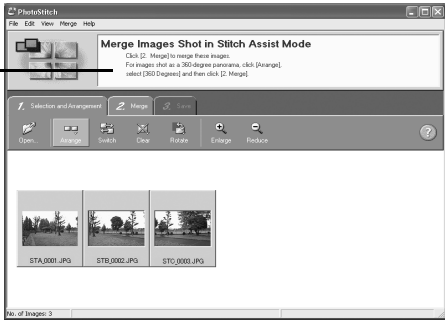 PhotoStitch
File Edit View Merge Help
Merge Images Shot in Stitch Assist Mode
Click [2. Merge] to merge these images.
For images shot as a 360-degree panorama, click [Arrange],
select [360 Degrees] and then click [2. Merge].
1. Selection and Arrangement 2. Merge 3. Save
Open... Arrange Switch Clear Rotate Enlarge Reduce ?
STA_0001.JPG STB_0002.JPG STC_0003.JPG
No. of Images: 3